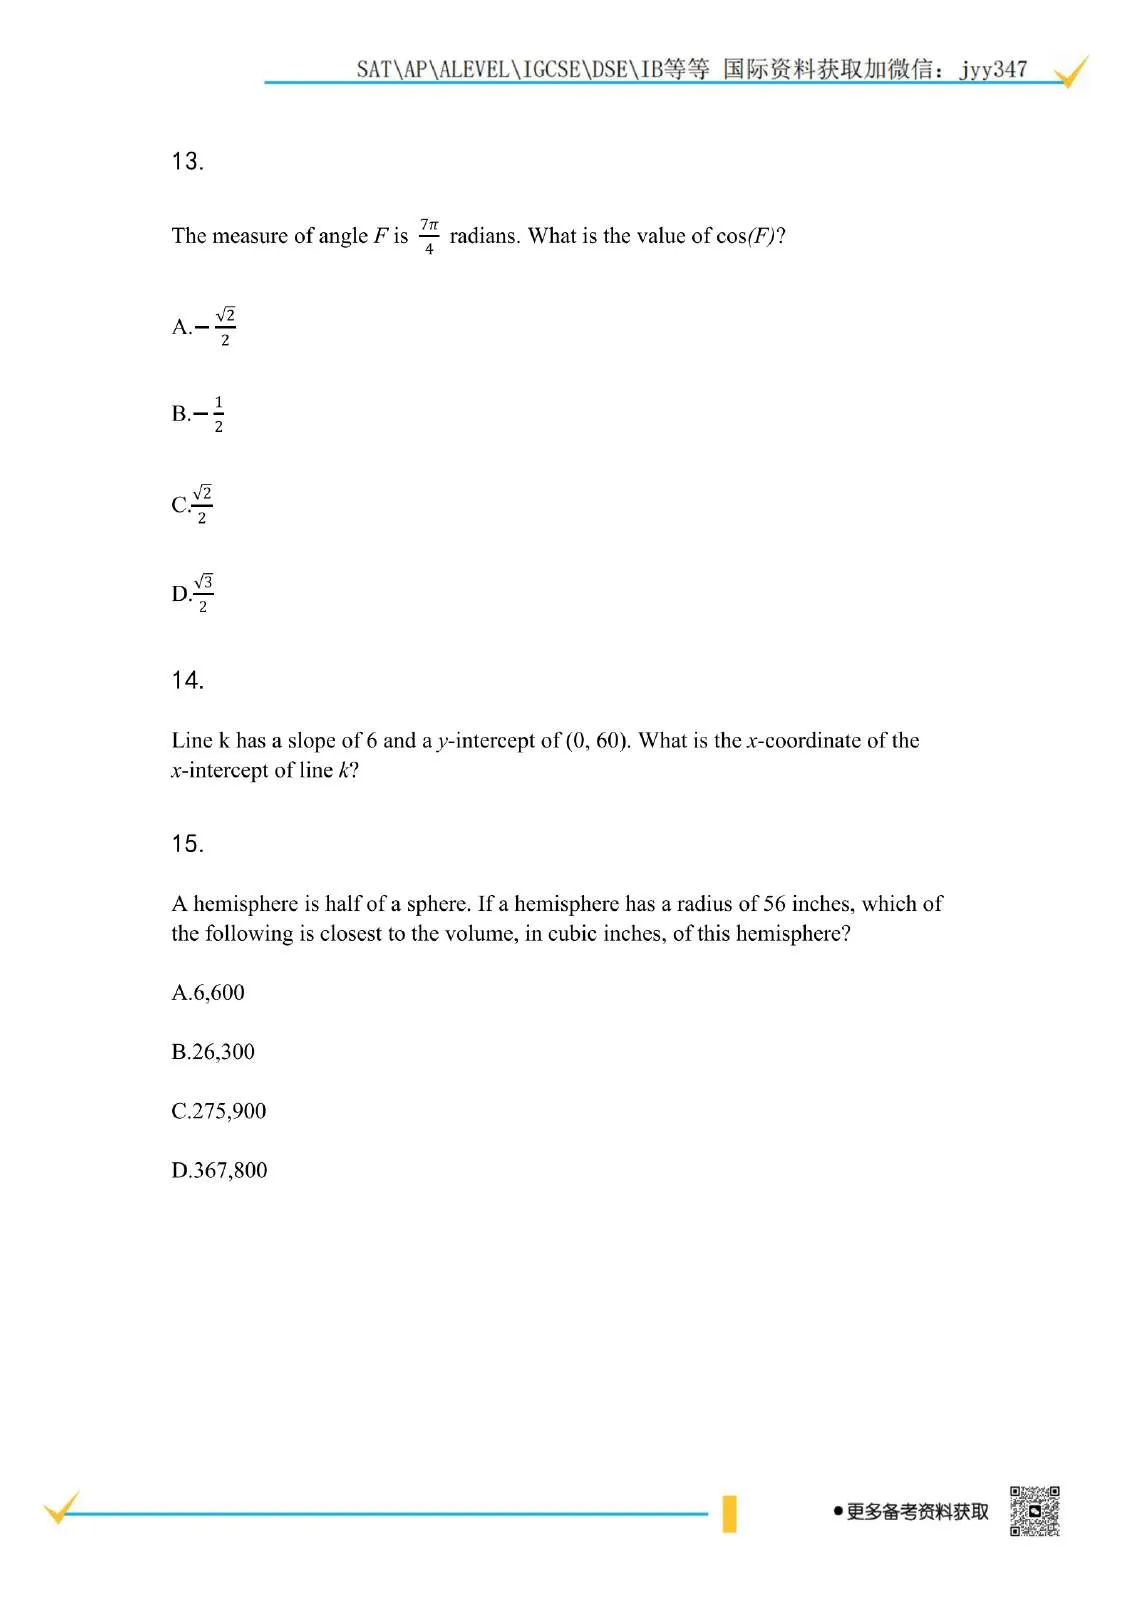 SAT\AP\ALEVEL\IGCSE\DSE\IB等等 国际资料获取加微信: jyy347
13.
The measure of angle F is 7π/4 radians. What is the value of cos(F)?
A.−√2/2
B.−1/2
C.√2/2
D.√3/2
14.
Line k has a slope of 6 and a y-intercept of (0, 60). What is the x-coordinate of the
x-intercept of line k?
15.
A hemisphere is half of a sphere. If a hemisphere has a radius of 56 inches, which of
the following is closest to the volume, in cubic inches, of this hemisphere?
A.6,600
B.26,300
C.275,900
D.367,800
●更多备考资料获取